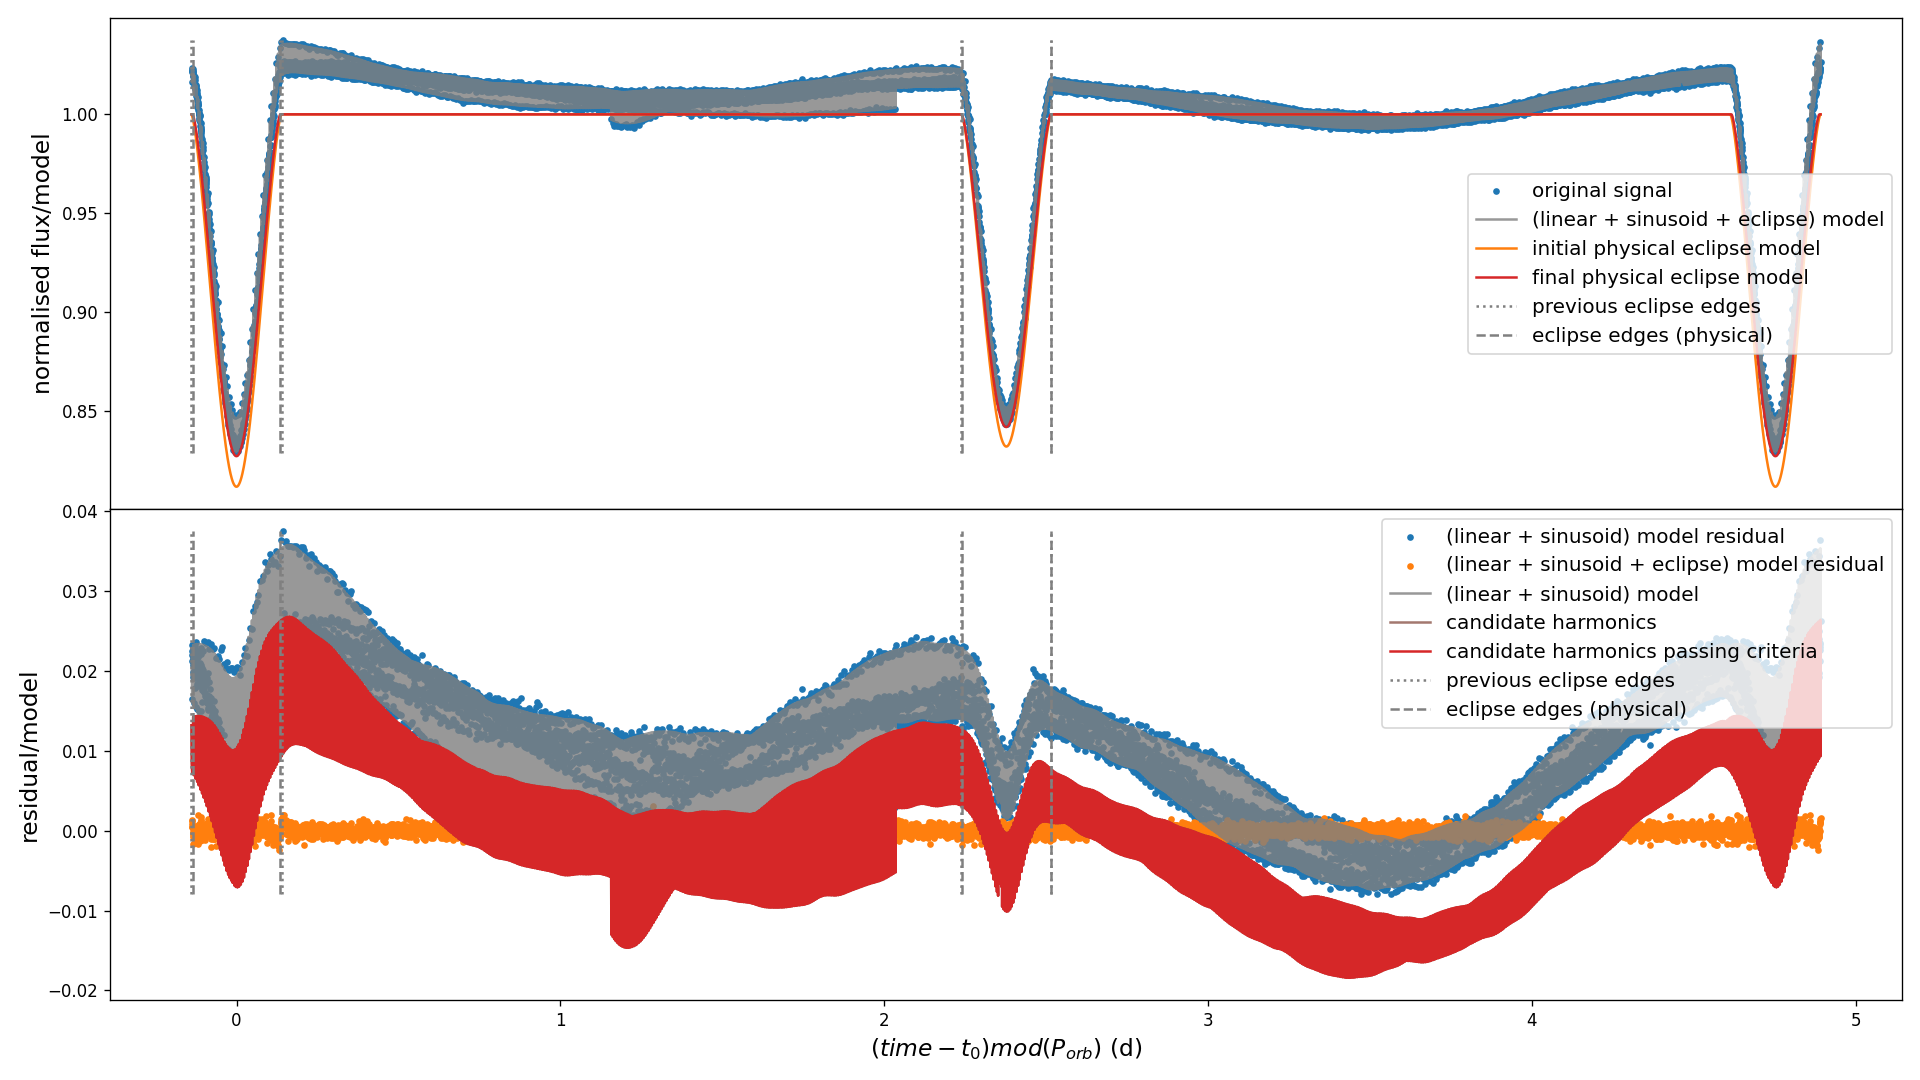 normalised flux/model
1.00
0.95
0.90
0.85
original signal
(linear + sinusoid + eclipse) model
initial physical eclipse model
final physical eclipse model
previous eclipse edges
eclipse edges (physical)
residual/model
0.04
0.03
0.02
0.01
0.00
−0.01
−0.02
(linear + sinusoid) model residual
(linear + sinusoid + eclipse) model residual
(linear + sinusoid) model
candidate harmonics
candidate harmonics passing criteria
previous eclipse edges
eclipse edges (physical)
0 1 2 3 4 5
(time − t₀)mod(Pₒᵣb) (d)